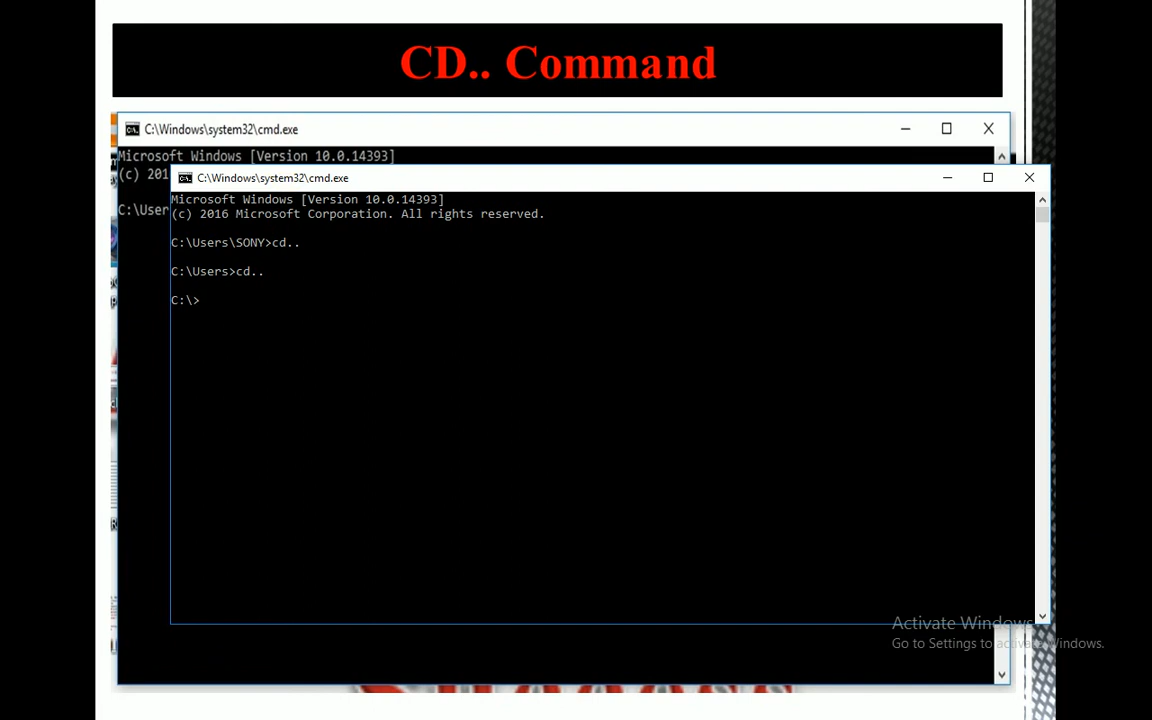 CD.. Command
C:\Windows\system32\cmd.exe
Microsoft Windows [Version 10.0.14393]
(c) 201
C:\User
C:\Windows\system32\cmd.exe
Microsoft Windows [Version 10.0.14393]
(c) 2016 Microsoft Corporation. All rights reserved.
C:\Users\SONY>cd..
C:\Users>cd..
C:\>
Activate Windows
Go to Settings to activate Windows.